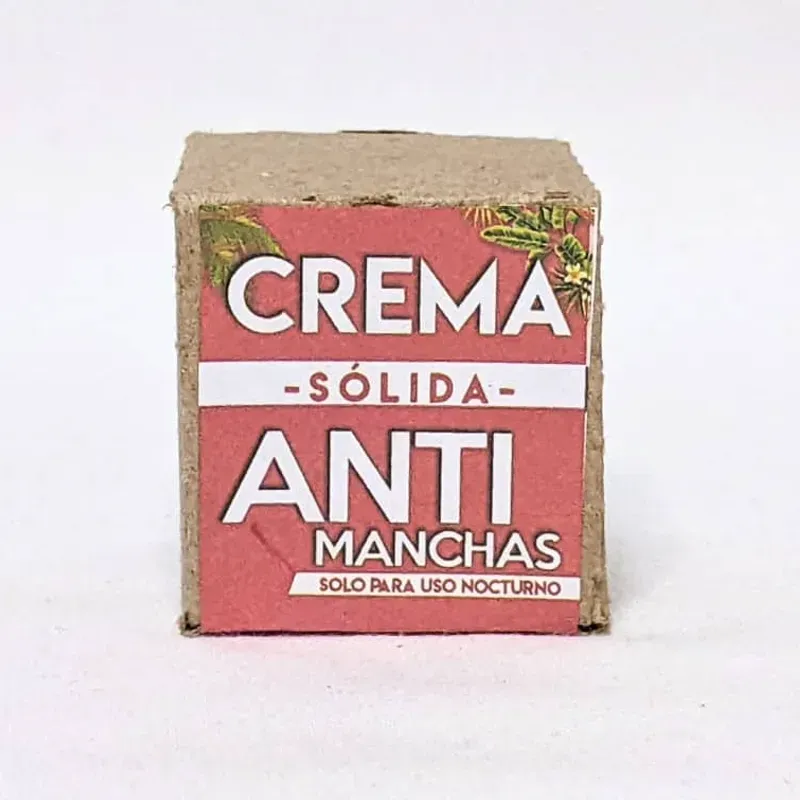 CREMA
-SÓLIDA-
ANTI
MANCHAS
SOLO PARA USO NOCTURNO